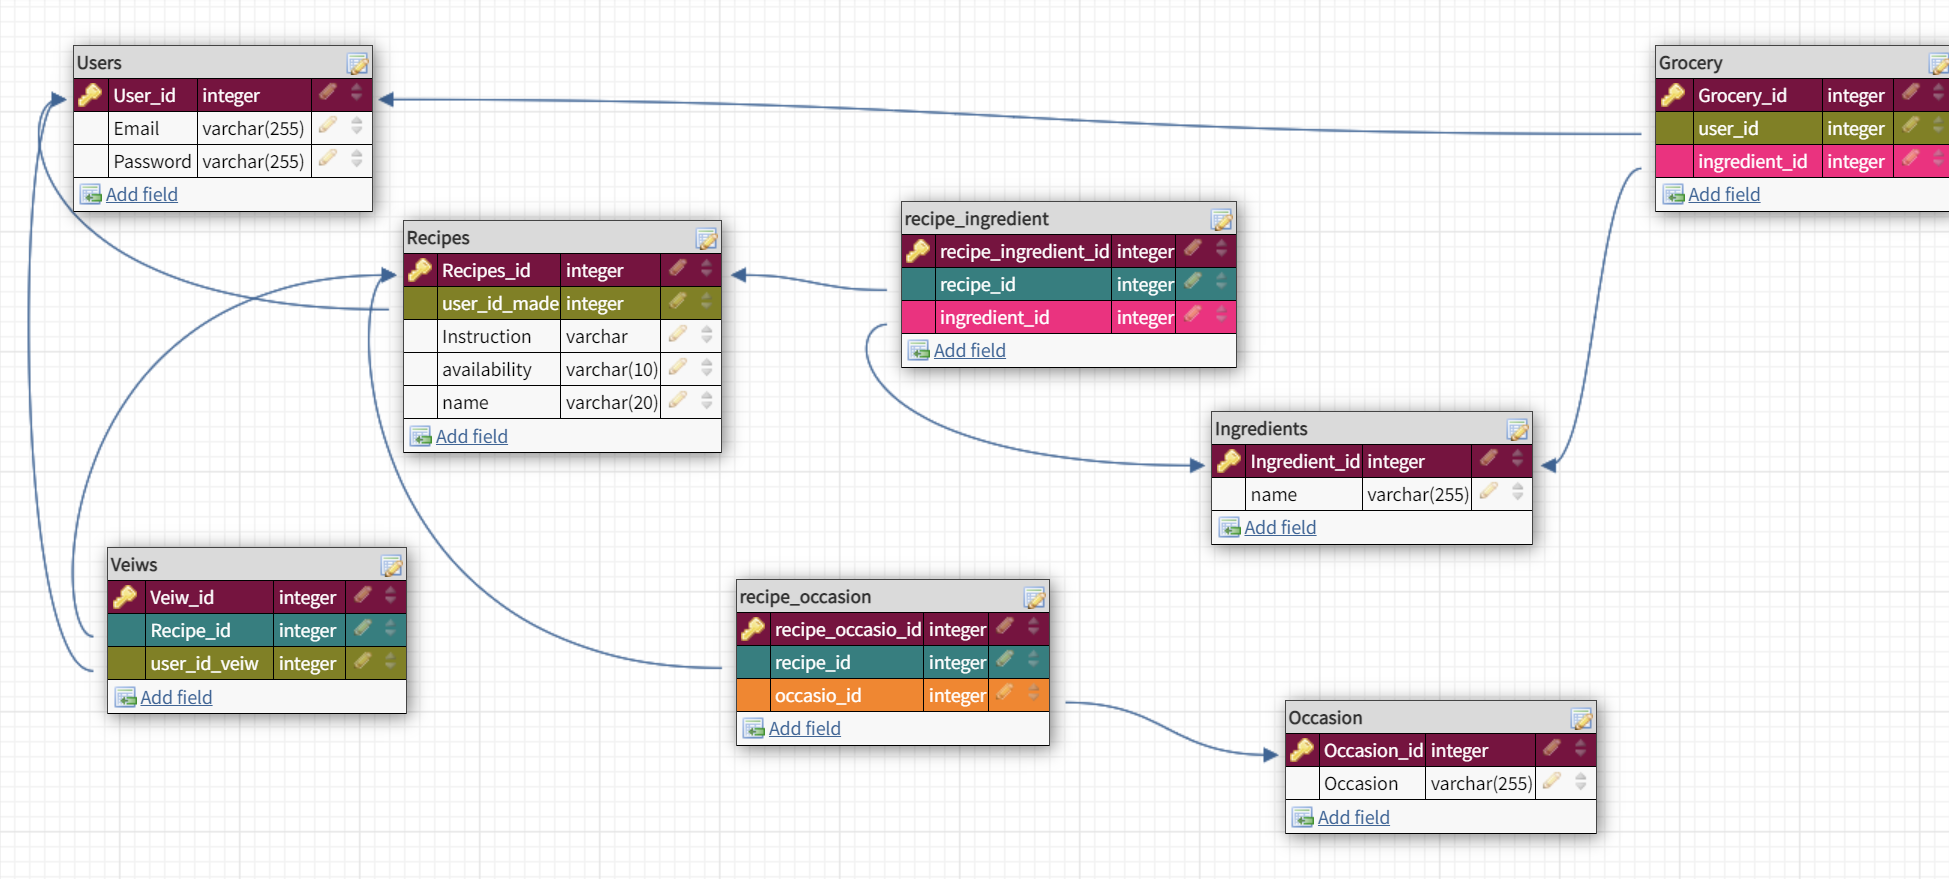 Users
User_id integer
Email varchar(255)
Password varchar(255)
Add field
Grocery
Grocery_id integer
user_id integer
ingredient_id integer
Add field
Recipes
Recipes_id integer
user_id_made integer
Instruction varchar
availability varchar(10)
name varchar(20)
Add field
recipe_ingredient
recipe_ingredient_id integer
recipe_id integer
ingredient_id integer
Add field
Ingredients
Ingredient_id integer
name varchar(255)
Add field
Veiws
Veiw_id integer
Recipe_id integer
user_id_veiw integer
Add field
recipe_occasion
recipe_occasio_id integer
recipe_id integer
occasio_id integer
Add field
Occasion
Occasion_id integer
Occasion varchar(255)
Add field